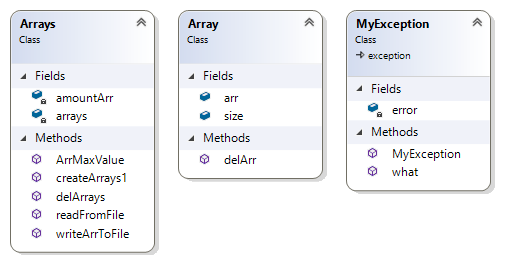 Arrays
Class
Fields
amountArr
arrays
Methods
ArrMaxValue
createArrays1
delArrays
readFromFile
writeArrToFile
Array
Class
Fields
arr
size
Methods
delArr
MyException
Class
exception
Fields
error
Methods
MyException
what